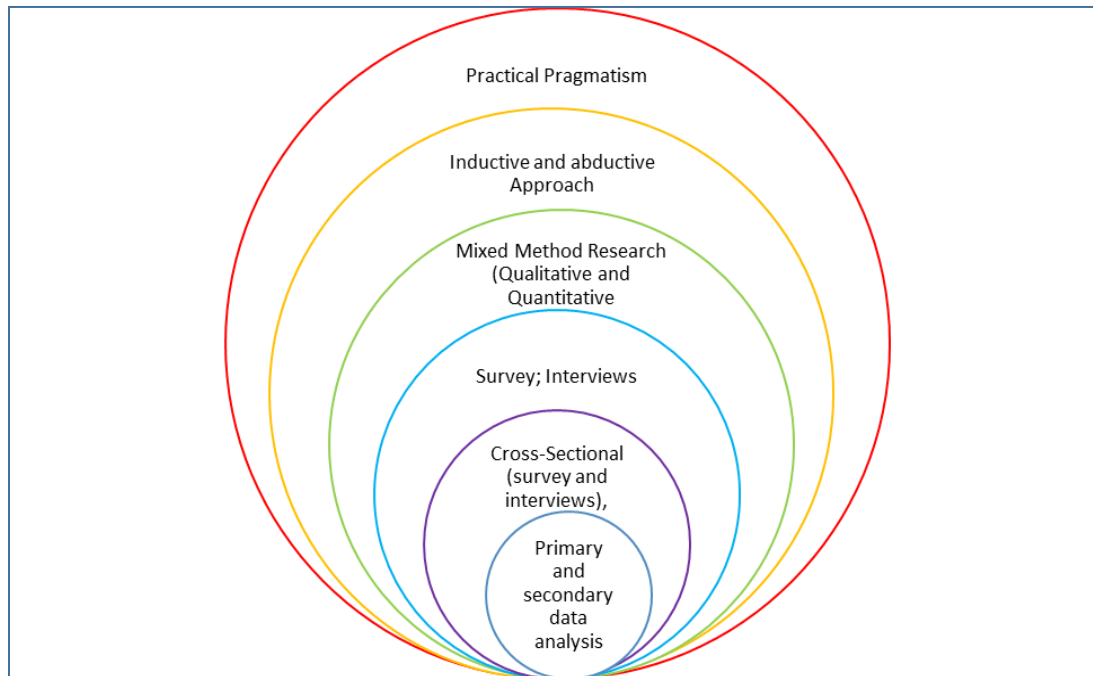 Practical Pragmatism
Inductive and abductive
Approach
Mixed Method Research
(Qualitative and
Quantitative
Survey; Interviews
Cross-Sectional
(survey and
interviews),
Primary
and
secondary
data
analysis